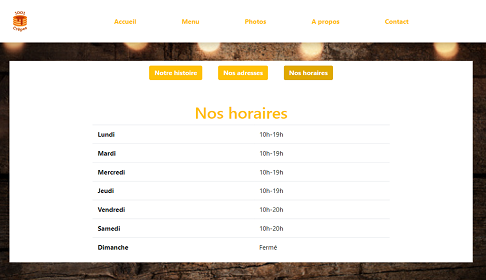 Accueil Menu Photos A propos Contact
Notre histoire Nos adresses Nos horaires
Nos horaires
Lundi 10h-19h
Mardi 10h-19h
Mercredi 10h-19h
Jeudi 10h-19h
Vendredi 10h-20h
Samedi 10h-20h
Dimanche Fermé